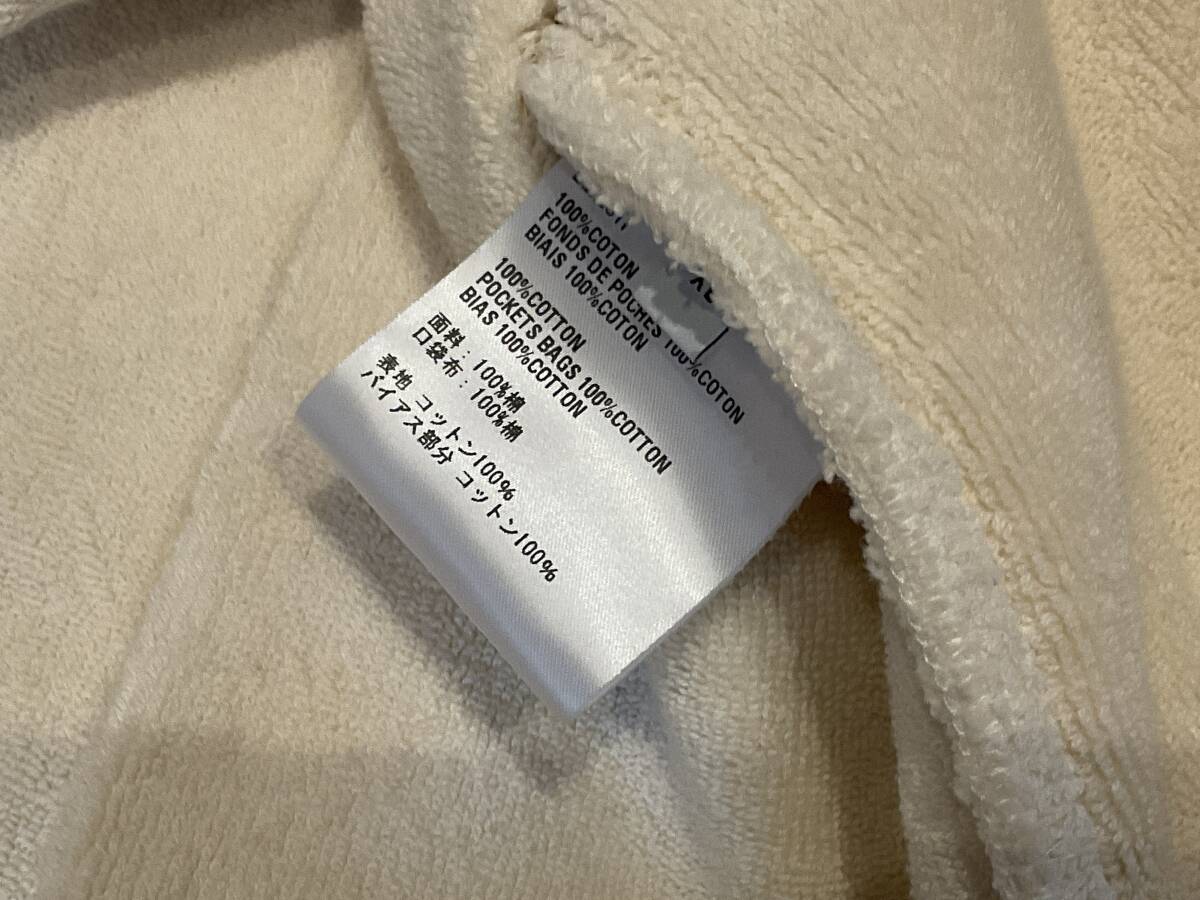 100%COTON
FONDS DE POCHES 100%COTON
BIAIS 100%COTON
100%COTTON
POCKETS BAGS 100%COTTON
BIAS 100%COTTON
面料：100%棉
口袋布：100%棉
表地 コットン100%
バイアス部分 コットン100%